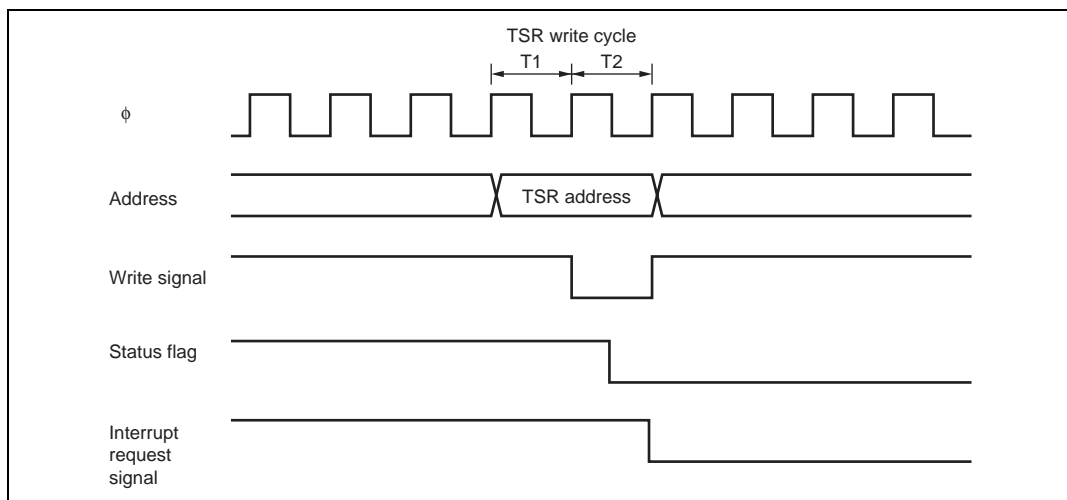 TSR write cycle
T1 T2
ϕ
Address
TSR address
Write signal
Status flag
Interrupt
request
signal